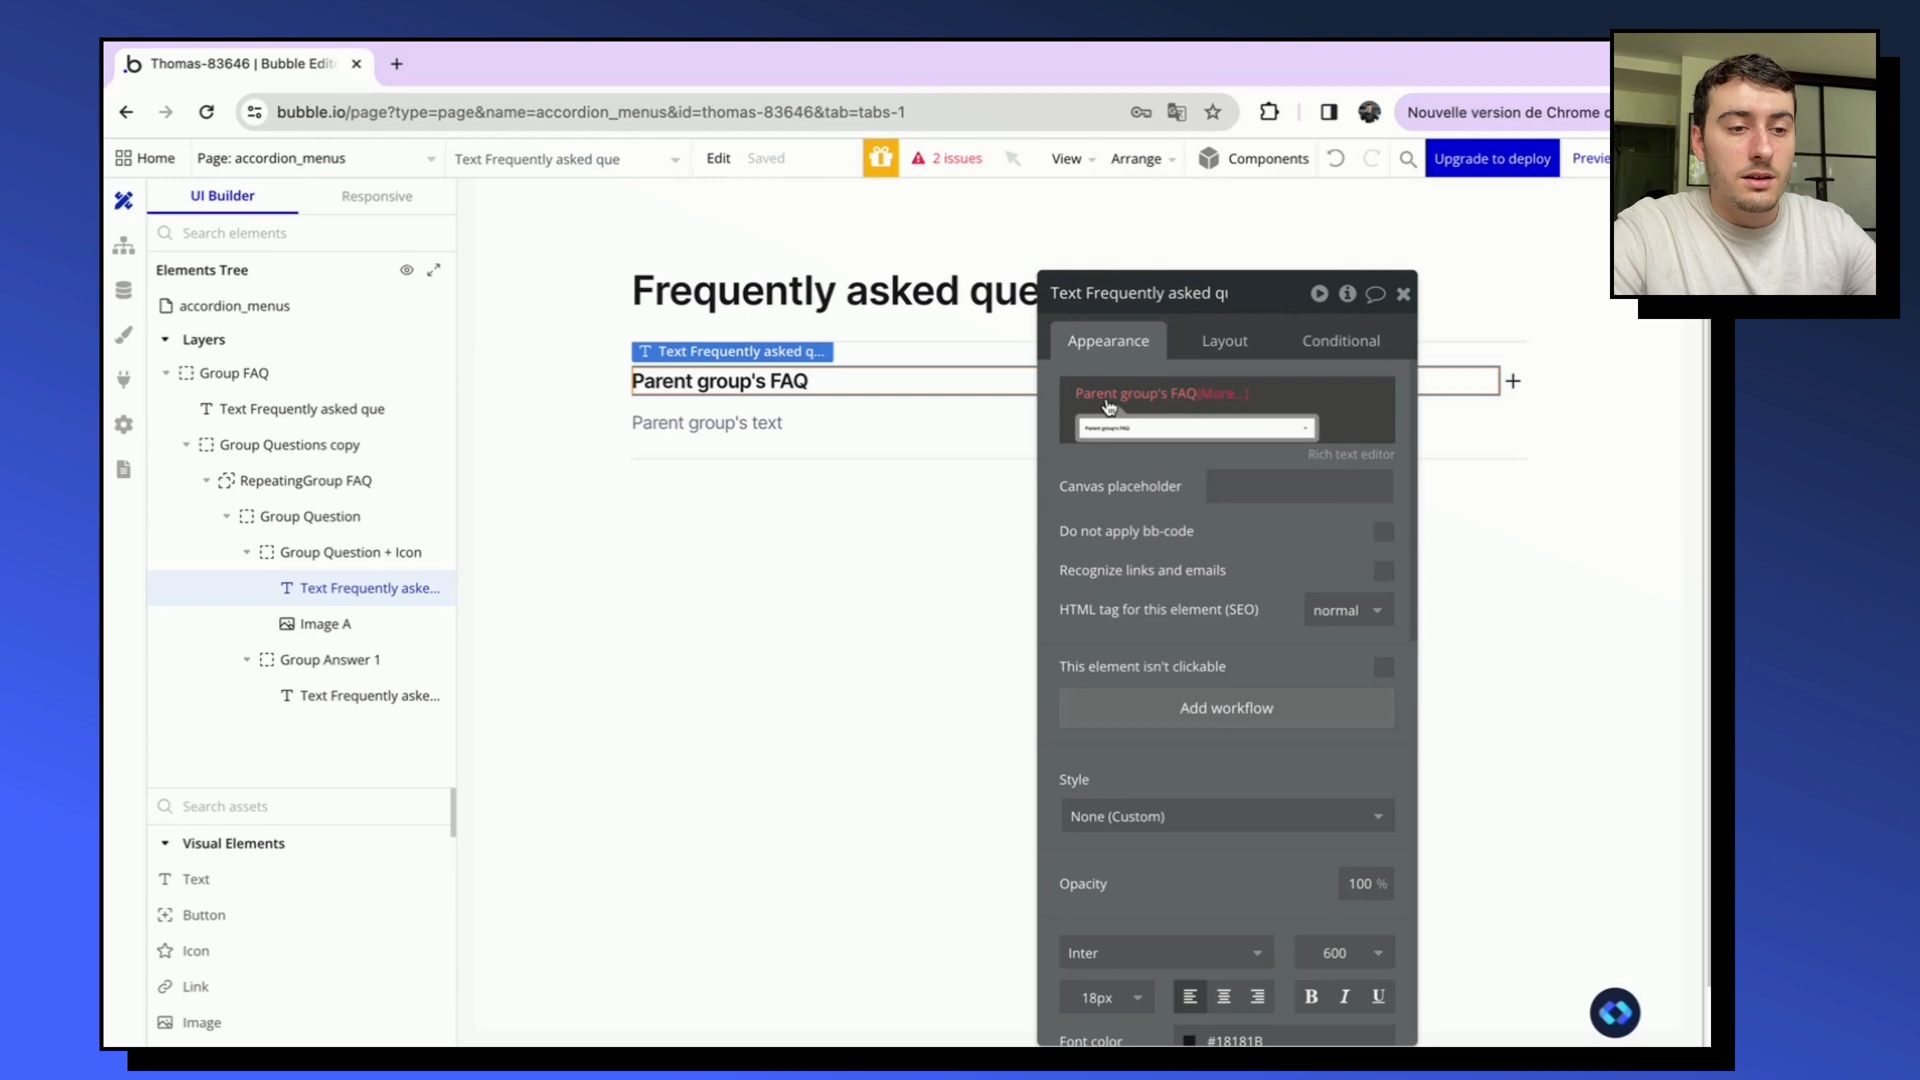 Thomas-83646 | Bubble Edit
bubble.io/page?type=page&name=accordion_menus&id=thomas-83646&tab=tabs-1
Nouvelle version de Chrome d
Home
Page: accordion_menus
Text Frequently asked que
Edit
Saved
2 issues
View
Arrange
Components
Upgrade to deploy
Previe
UI Builder
Responsive
Search elements
Elements Tree
accordion_menus
Layers
Group FAQ
Text Frequently asked que
Group Questions copy
RepeatingGroup FAQ
Group Question
Group Question + Icon
Text Frequently aske...
Image A
Group Answer 1
Text Frequently aske...
Search assets
Visual Elements
Text
Button
Icon
Link
Image
Frequently asked que
Text Frequently asked q...
Parent group's FAQ
Parent group's text
Text Frequently asked qu
Appearance
Layout
Conditional
Parent group's FAQ(More...)
Parent group's FAQ
Rich text editor
Canvas placeholder
Do not apply bb-code
Recognize links and emails
HTML tag for this element (SEO)
normal
This element isn't clickable
Add workflow
Style
None (Custom)
Opacity
100 %
Inter
600
18px
B I U
Font color
#18181B